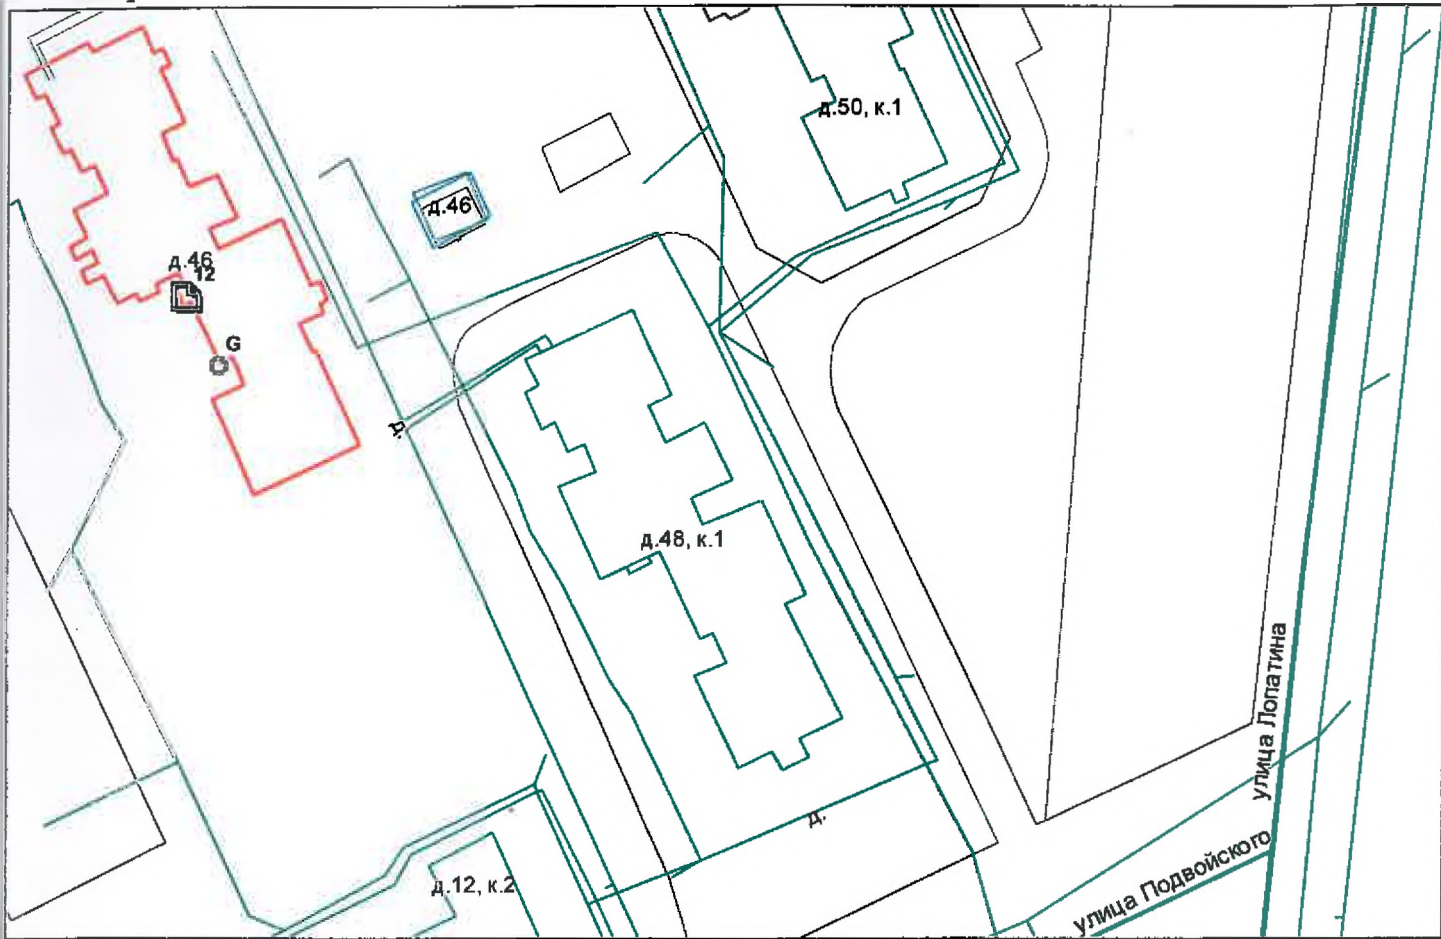 д.50, к.1
д.46
д.46
12
G
д.
д.48, к.1
улица Лопатина
д.
улица Подвойского
д.12, к.2